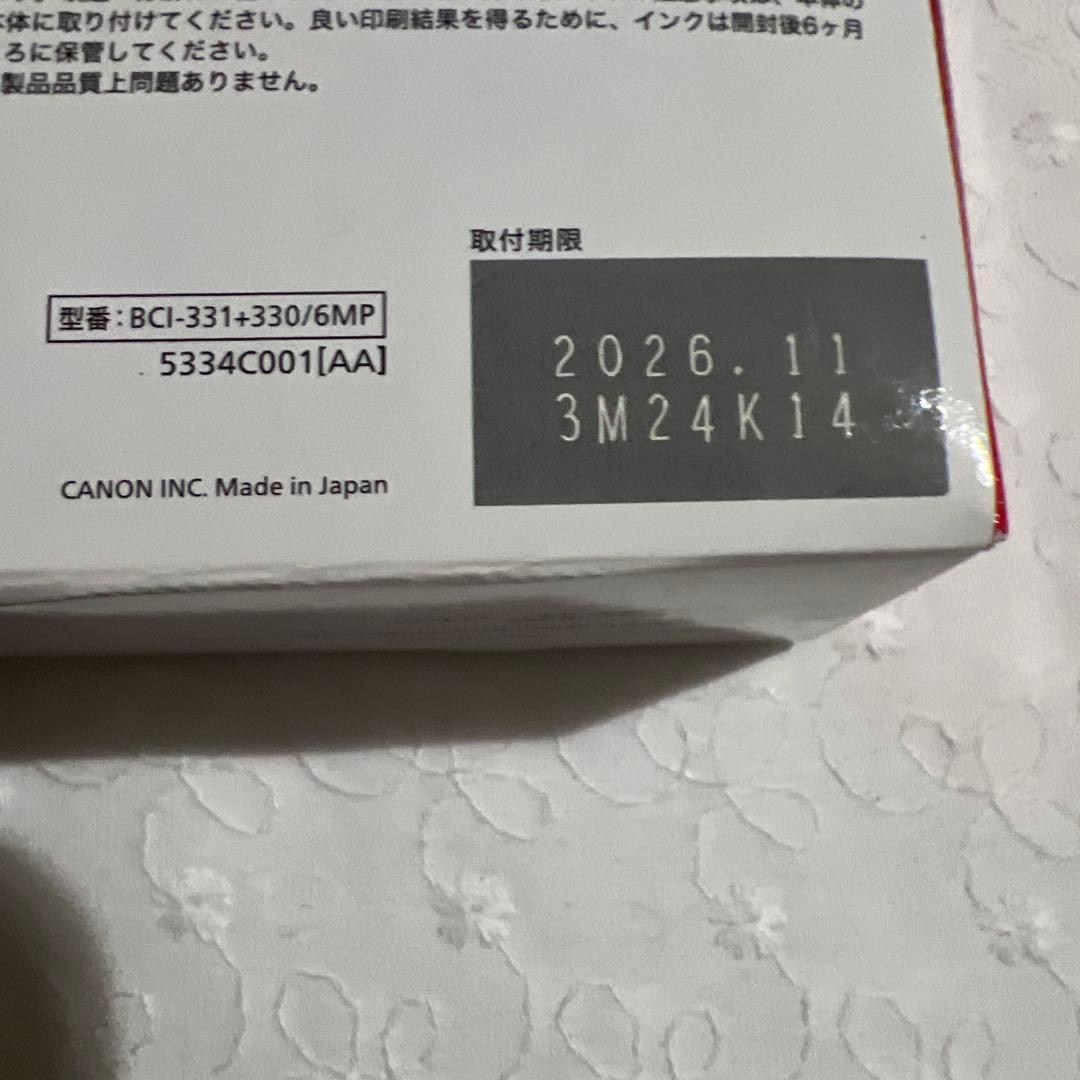 本体に取り付けてください。良い印刷結果を得るために、インクは開封後6ヶ月
ろに保管してください。
製品品質上問題ありません。
取付期限
型番:BCI-331+330/6MP
5334C001[AA]
2026.11
3M24K14
CANON INC. Made in Japan